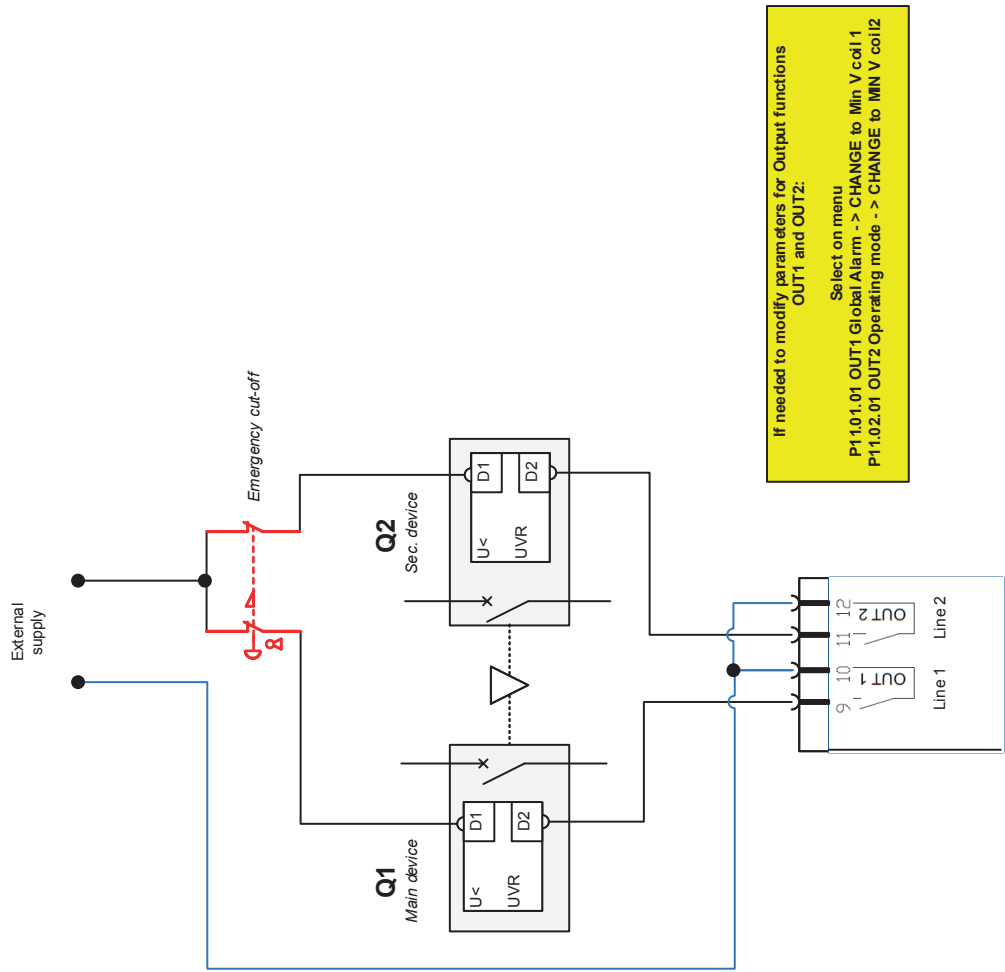 External
supply
Emergency cut-off
Q1
Main device
U<
UVR
D1
D2
Q2
Sec. device
U<
UVR
D1
D2
9
10
11
12
OUT 1
OUT 2
Line 1
Line 2
If needed to modify parameters for Output functions
OUT1 and OUT2:
Select on menu
P11.01.01 OUT1 Global Alarm - > CHANGE to Min V coil 1
P11.02.01 OUT2 Operating mode - > CHANGE to MIN V coil2